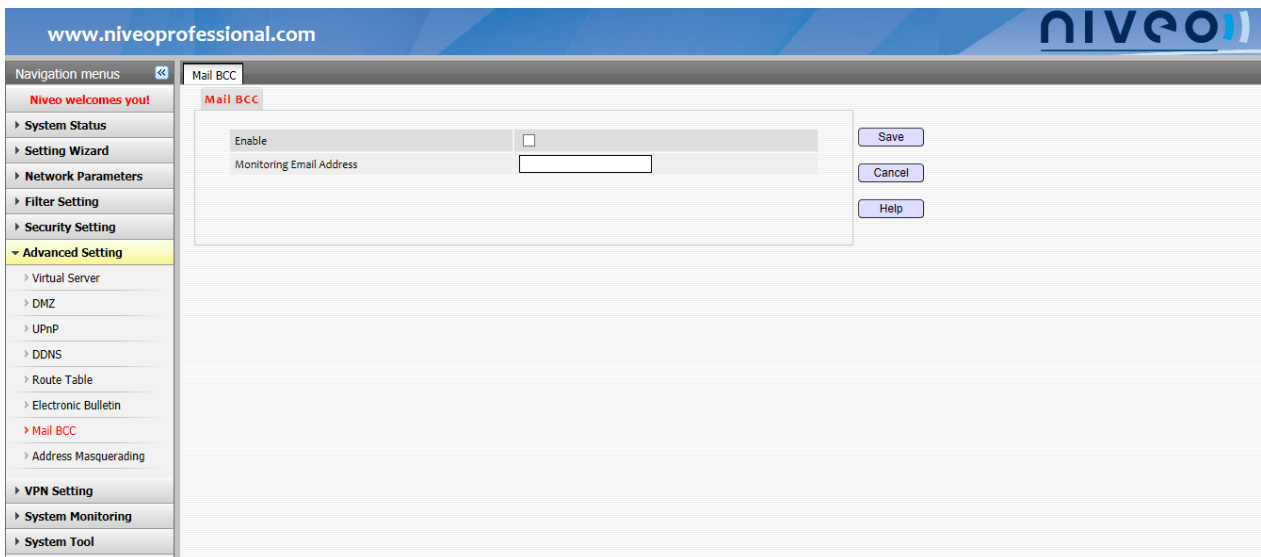 www.niveoprofessional.com
niveo
Navigation menus
Mail BCC
Niveo welcomes you!
System Status
Setting Wizard
Network Parameters
Filter Setting
Security Setting
Advanced Setting
Virtual Server
DMZ
UPnP
DDNS
Route Table
Electronic Bulletin
Mail BCC
Address Masquerading
VPN Setting
System Monitoring
System Tool
Mail BCC
Enable
Monitoring Email Address
Save
Cancel
Help